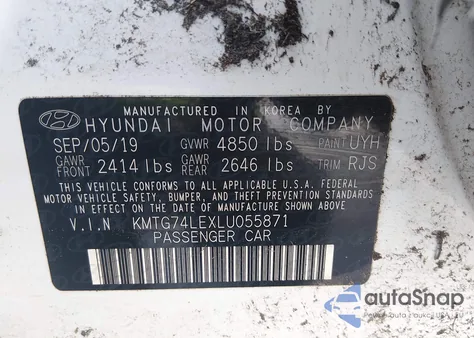 MANUFACTURED IN KOREA BY
HYUNDAI MOTOR COMPANY
SEP/05/19 GVWR 4850 lbs PAINT UYH
GAWR FRONT 2414 lbs GAWR REAR 2646 lbs TRIM RJS
THIS VEHICLE CONFORMS TO ALL APPLICABLE U.S.A. FEDERAL
MOTOR VEHICLE SAFETY, BUMPER, AND THEFT PREVENTION STANDARDS
IN EFFECT ON THE DATE OF MANUFACTURE SHOWN ABOVE.
V.I.N KMTG74LEXLU055871
PASSENGER CAR
autoSnap